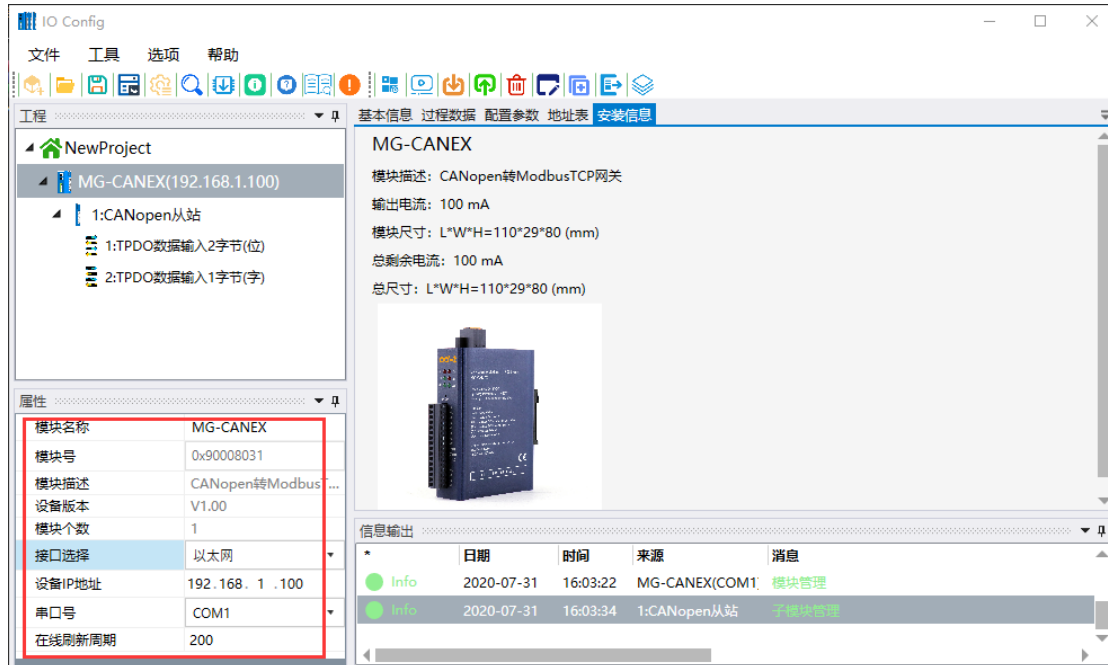 IO Config
文件 工具 选项 帮助
工程
NewProject
MG-CANEX(192.168.1.100)
1:CANopen从站
1:TPDO数据输入2字节(位)
2:TPDO数据输入1字节(字)
基本信息 过程数据 配置参数 地址表 安装信息
MG-CANEX
模块描述：CANopen转ModbusTCP网关
输出电流：100 mA
模块尺寸：L*W*H=110*29*80 (mm)
总剩余电流：100 mA
总尺寸：L*W*H=110*29*80 (mm)
属性
模块名称 MG-CANEX
模块号 0x90008031
模块描述 CANopen转ModbusT...
设备版本 V1.00
模块个数 1
接口选择 以太网
设备IP地址 192.168. 1 .100
串口号 COM1
在线刷新周期 200
信息输出
* 日期 时间 来源 消息
Info 2020-07-31 16:03:22 MG-CANEX(COM1) 模块管理
Info 2020-07-31 16:03:34 1:CANopen从站 子模块管理